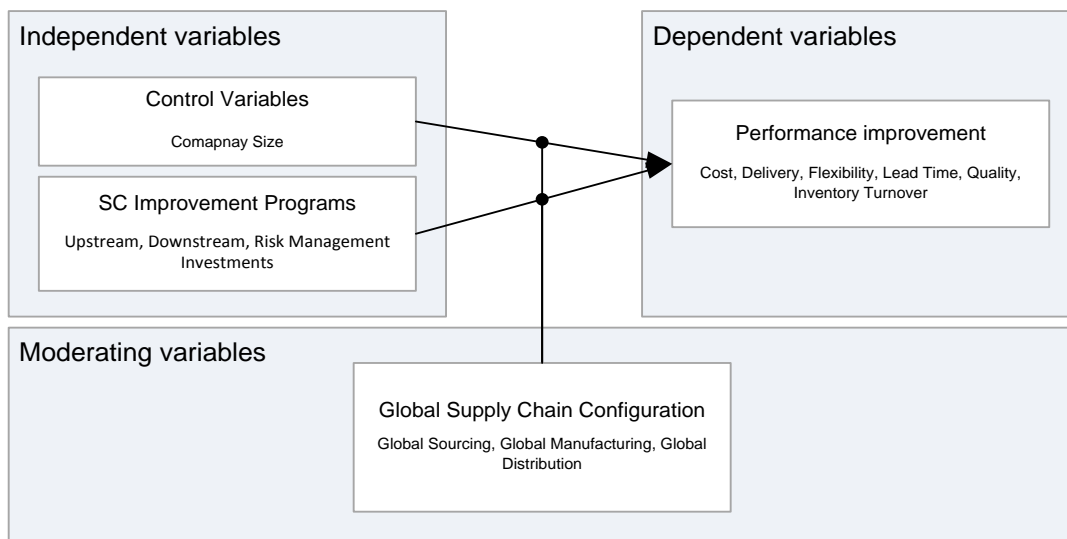 Independent variables
Control Variables
Comapnay Size
SC Improvement Programs
Upstream, Downstream, Risk Management
Investments
Dependent variables
Performance improvement
Cost, Delivery, Flexibility, Lead Time, Quality,
Inventory Turnover
Moderating variables
Global Supply Chain Configuration
Global Sourcing, Global Manufacturing, Global
Distribution